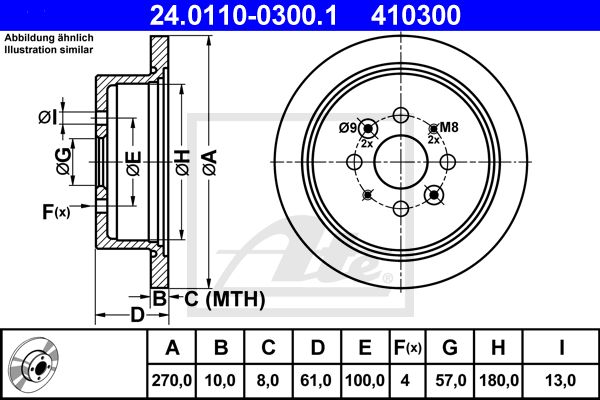 24.0110-0300.1 410300
Abbildung ähnlich
Illustration similar
ØI
ØG
ØE
ØH
ØA
F(x)
B
C (MTH)
D
Ø9
2x
M8
2x
Ate
A B C D E F(x) G H I
270,0 10,0 8,0 61,0 100,0 4 57,0 180,0 13,0